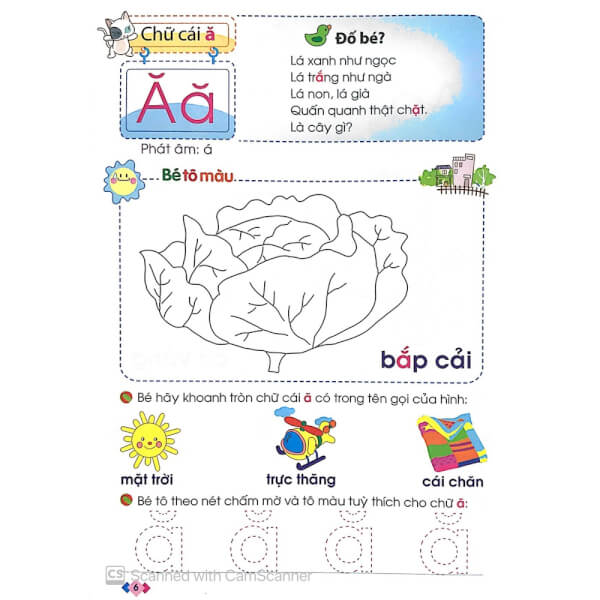 Chữ cái ă
Ăă
Phát âm: á
Đố bé?
Lá xanh như ngọc
Lá trắng như ngà
Lá non, lá già
Quấn quanh thật chặt.
Là cây gì?
Bé tô màu
bắp cải
Bé hãy khoanh tròn chữ cái ă có trong tên gọi của hình:
mặt trời
trực thăng
cái chăn
Bé tô theo nét chấm mờ và tô màu tuỳ thích cho chữ ă:
ă ă ă ă
CS Scanned with CamScanner
6